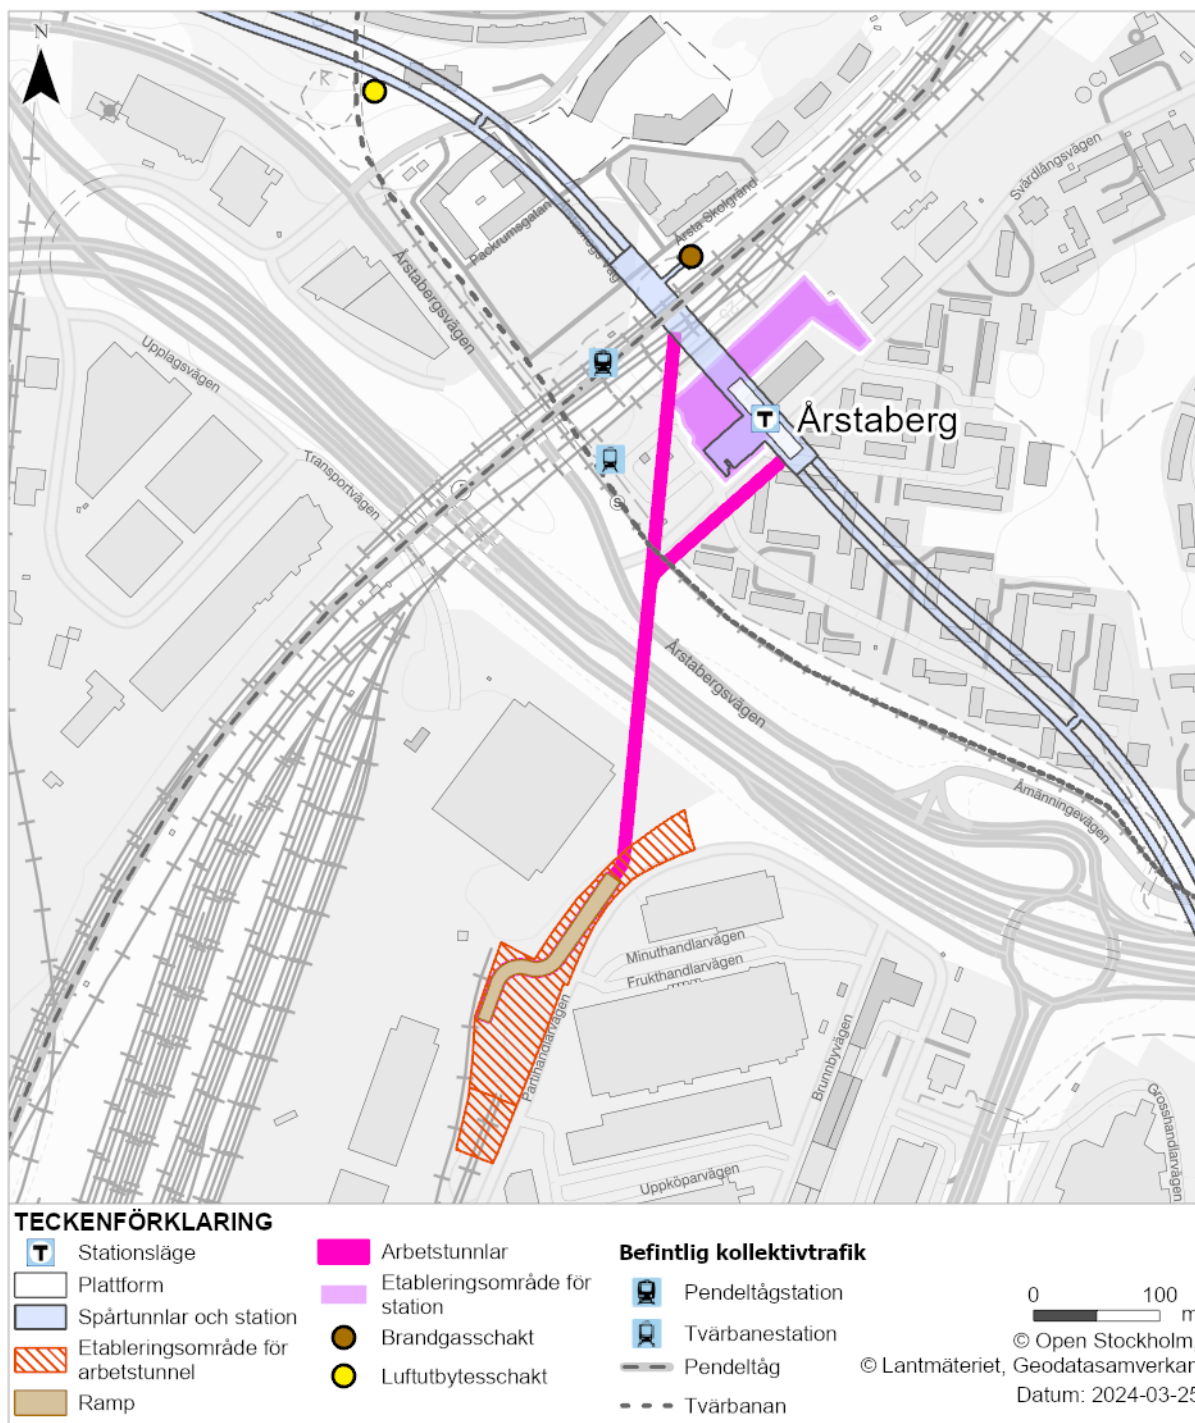 N
Svärdlångsvägen
Årsta Skolgränd
Packrumsgatan
Årstabergsvägen
Upplagsvägen
Årstaberg
Transportvägen
S
Årstabergsvägen
Åmänningevägen
Minuthandlarvägen
Frukthandlarvägen
Partihandlarvägen
Brunnbyvägen
Grosshandlarvägen
Uppköparvägen
TECKENFÖRKLARING
T Stationsläge
Plattform
Spårtunnlar och station
Etableringsområde för
arbetstunnel
Ramp
Arbetstunnlar
Etableringsområde för
station
Brandgasschakt
Luftutbytesschakt
Befintlig kollektivtrafik
Pendeltågstation
Tvärbanestation
Pendeltåg
Tvärbanan
0 100
m
© Open Stockholm,
© Lantmäteriet, Geodatasamverkan
Datum: 2024-03-25